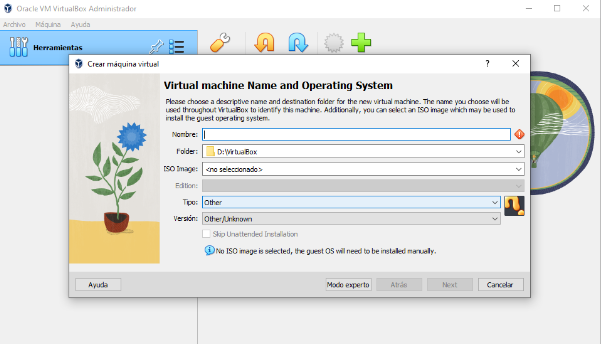 Oracle VM VirtualBox Administrador
Archivo Máquina Ayuda
Herramientas
Crear máquina virtual
Virtual machine Name and Operating System
Please choose a descriptive name and destination folder for the new virtual machine. The name you choose will be
used throughout VirtualBox to identify this machine. Additionally, you can select an ISO image which may be used to
install the guest operating system.
Nombre:
Folder: D:\VirtualBox
ISO Image: <no seleccionado>
Edition:
Tipo: Other
Versión: Other/Unknown
Skip Unattended Installation
No ISO image is selected, the guest OS will need to be installed manually.
Ayuda Modo experto Atrás Next Cancelar